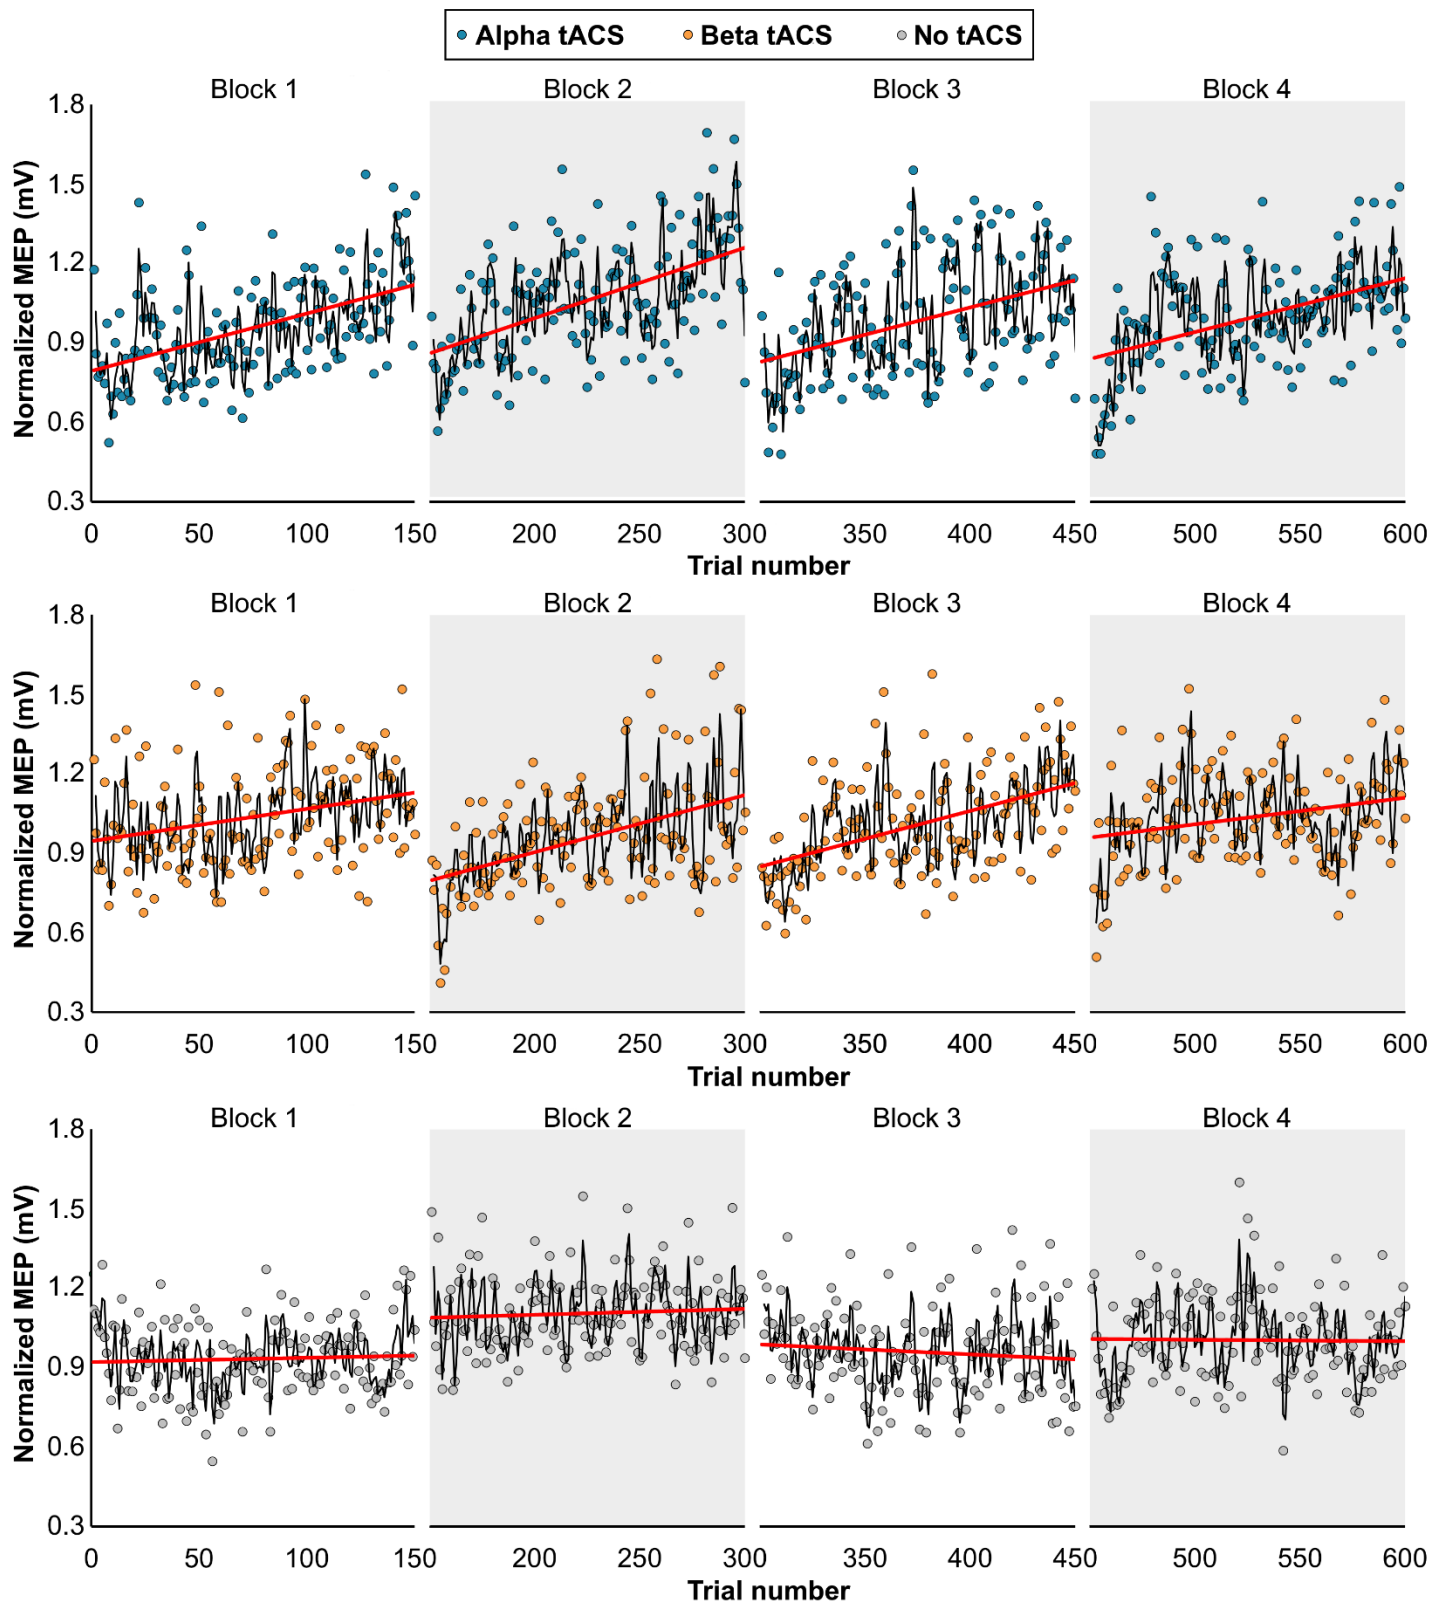 Alpha tACS Beta tACS No tACS
Block 1 Block 2 Block 3 Block 4
Normalized MEP (mV)
1.8
1.5
1.2
0.9
0.6
0.3
0 50 100 150 200 250 300 350 400 450 500 550 600
Trial number
Block 1 Block 2 Block 3 Block 4
Normalized MEP (mV)
1.8
1.5
1.2
0.9
0.6
0.3
0 50 100 150 200 250 300 350 400 450 500 550 600
Trial number
Block 1 Block 2 Block 3 Block 4
Normalized MEP (mV)
1.8
1.5
1.2
0.9
0.6
0.3
0 50 100 150 200 250 300 350 400 450 500 550 600
Trial number